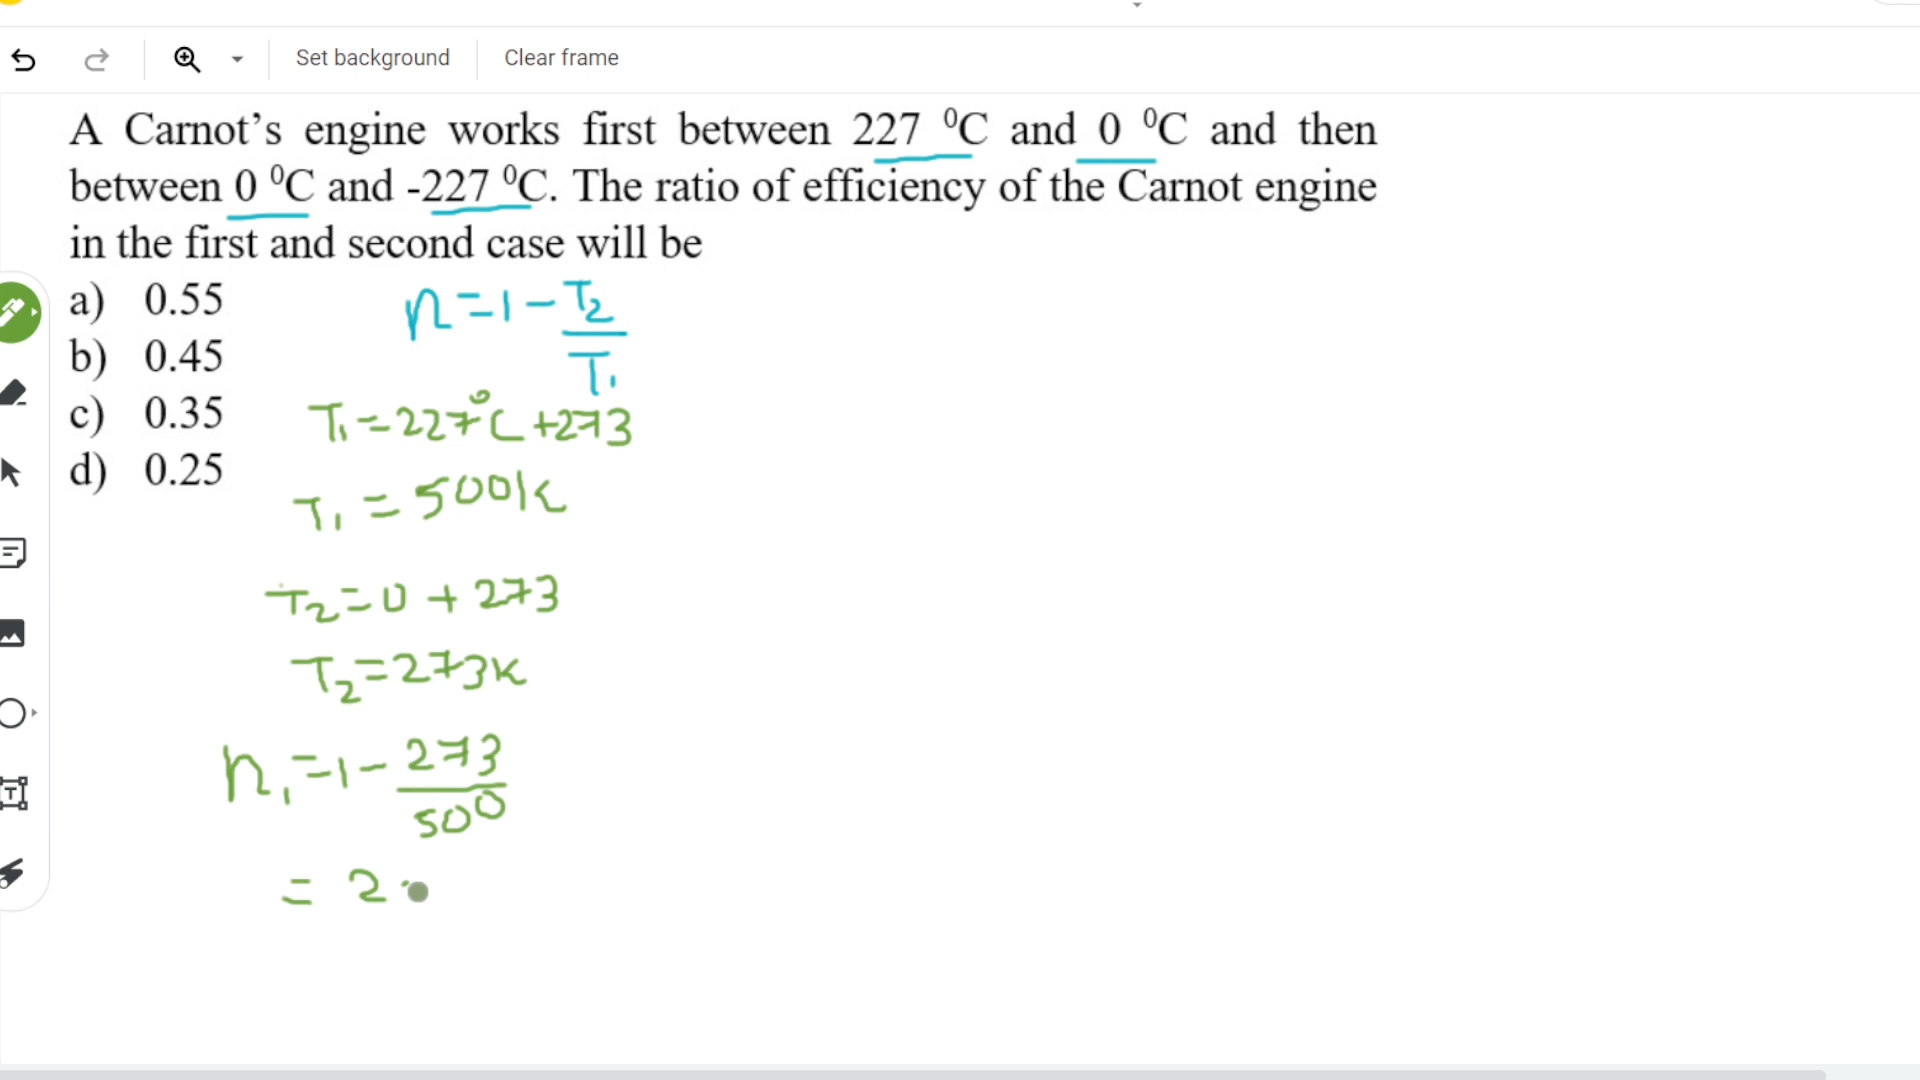 Set background Clear frame
A Carnot's engine works first between 227 ⁰C and 0 ⁰C and then
between 0 ⁰C and -227 ⁰C. The ratio of efficiency of the Carnot engine
in the first and second case will be
a) 0.55
b) 0.45
c) 0.35
d) 0.25
n = 1 - T₂/T₁
T₁ = 227°C + 273
T₁ = 500K
T₂ = 0 + 273
T₂ = 273K
n₁ = 1 - 273/500
= 2